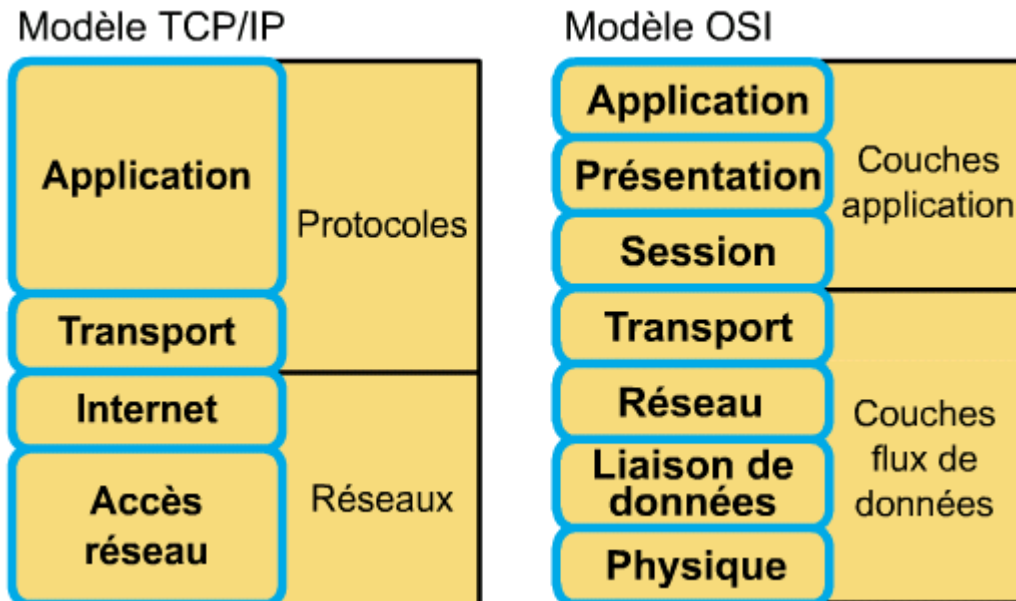 Modèle TCP/IP
Application
Transport
Internet
Accès
réseau
Protocoles
Réseaux
Modèle OSI
Application
Présentation
Session
Transport
Réseau
Liaison de
données
Physique
Couches
application
Couches
flux de
données